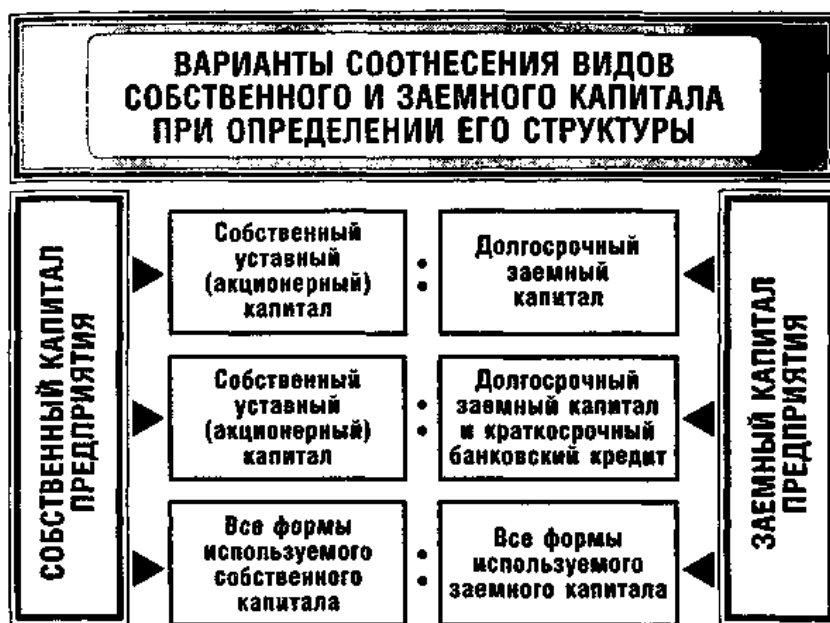 ВАРИАНТЫ СООТНЕСЕНИЯ ВИДОВ
СОБСТВЕННОГО И ЗАЕМНОГО КАПИТАЛА
ПРИ ОПРЕДЕЛЕНИИ ЕГО СТРУКТУРЫ
СОБСТВЕННЫЙ КАПИТАЛ
ПРЕДПРИЯТИЯ
Собственный
уставный
(акционерный)
капитал
:
Долгосрочный
заемный
капитал
Собственный
уставный
(акционерный)
капитал
:
Долгосрочный
заемный капитал
и краткосрочный
банковский кредит
Все формы
используемого
собственного
капитала
:
Все формы
используемого
заемного капитала
ЗАЕМНЫЙ КАПИТАЛ
ПРЕДПРИЯТИЯ